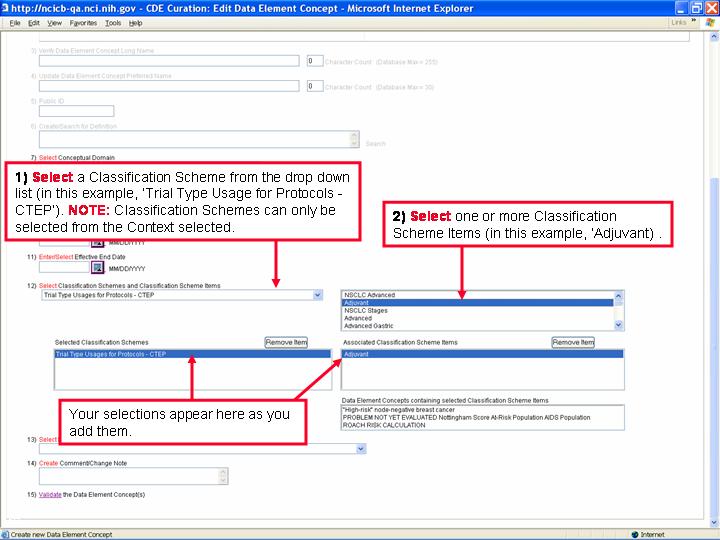 http://ncicb-qa.nci.nih.gov - CDE Curation: Edit Data Element Concept - Microsoft Internet Explorer
File Edit View Favorites Tools Help
Links »
3) Verify Data Element Concept Long Name
0 Character Count (Database Max = 255)
4) Update Data Element Concept Preferred Name
0 Character Count (Database Max = 30)
5) Public ID
6) Create/Search for Definition
Search
7) Select Conceptual Domain
1) Select a Classification Scheme from the drop down
list (in this example, 'Trial Type Usage for Protocols -
CTEP'). NOTE: Classification Schemes can only be
selected from the Context selected.
2) Select one or more Classification
Scheme Items (in this example, 'Adjuvant) .
MM/DD/YYYY
11) Enter/Select Effective End Date
MM/DD/YYYY
12) Select Classification Schemes and Classification Scheme Items
Trial Type Usages for Protocols - CTEP
NSCLC Advanced
Adjuvant
NSCLC Stages
Advanced
Advanced Gastric
Selected Classification Schemes
Remove Item
Associated Classification Scheme Items
Remove Item
Trial Type Usages for Protocols - CTEP
Adjuvant
Data Element Concepts containing selected Classification Scheme Items
"High-risk" node-negative breast cancer
PROBLEM NOT YET EVALUATED Nottingham Score At-Risk Population AIDS Population
ROACH RISK CALCULATION
Your selections appear here as you
add them.
13) Select
14) Create Comment/Change Note
15) Validate the Data Element Concept(s)
Create new Data Element Concept
Internet